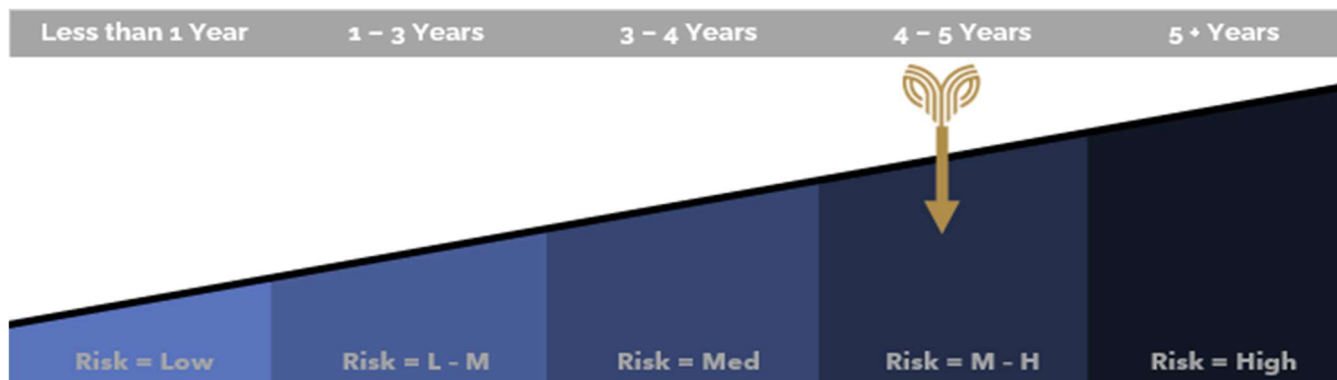 Less than 1 Year 1 – 3 Years 3 – 4 Years 4 – 5 Years 5 + Years
Risk = Low Risk = L - M Risk = Med Risk = M - H Risk = High